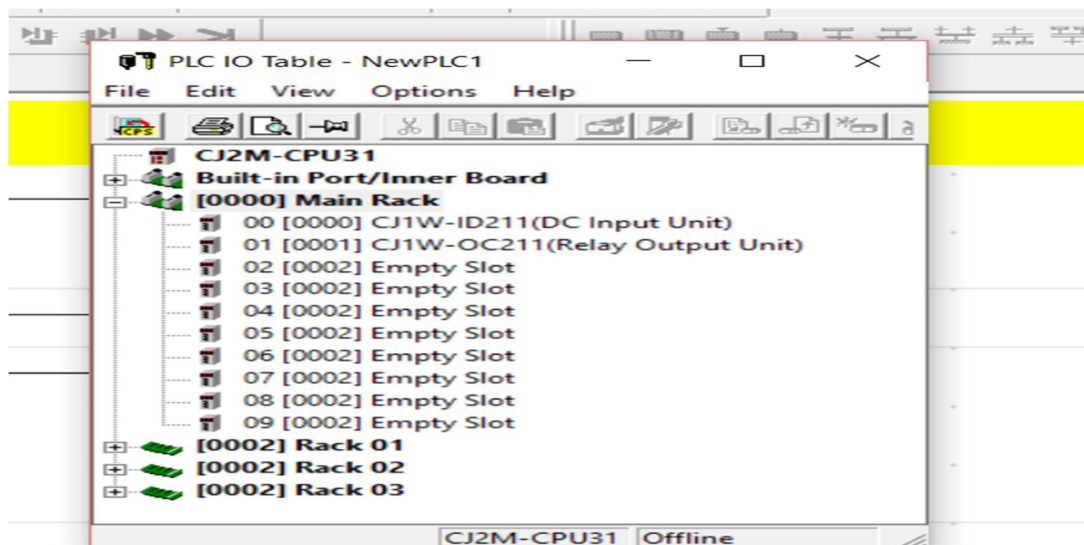 PLC IO Table - NewPLC1
File Edit View Options Help
CPS
CJ2M-CPU31
Built-in Port/Inner Board
[0000] Main Rack
00 [0000] CJ1W-ID211(DC Input Unit)
01 [0001] CJ1W-OC211(Relay Output Unit)
02 [0002] Empty Slot
03 [0002] Empty Slot
04 [0002] Empty Slot
05 [0002] Empty Slot
06 [0002] Empty Slot
07 [0002] Empty Slot
08 [0002] Empty Slot
09 [0002] Empty Slot
[0002] Rack 01
[0002] Rack 02
[0002] Rack 03
CJ2M-CPU31 Offline